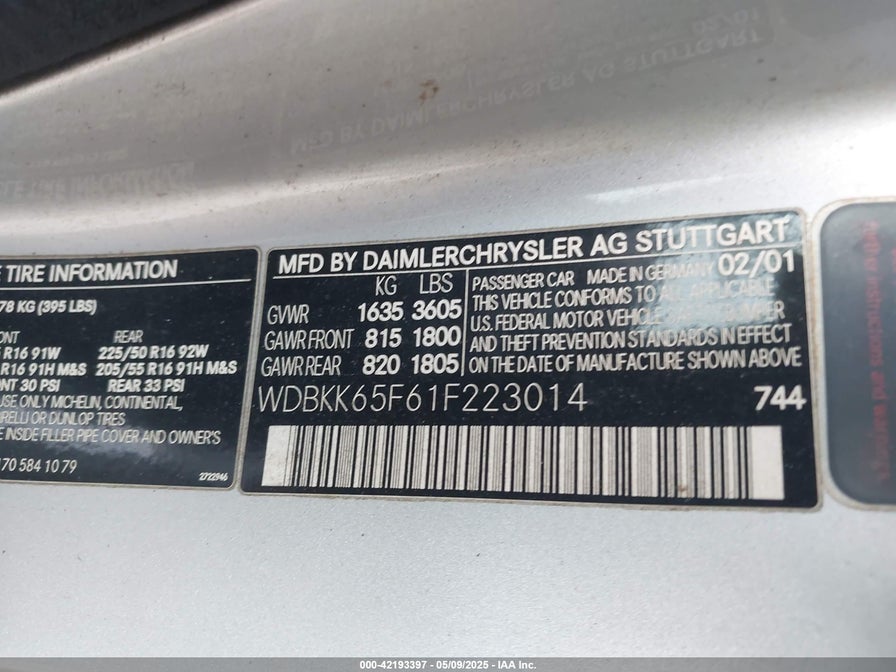 E TIRE INFORMATION
78 KG (395 LBS)
ONT REAR
R16 91W 225/50 R16 92W
R16 91H M&S 205/55 R16 91H M&S
NT 30 PSI REAR 33 PSI
USE ONLY MICHELIN, CONTINENTAL,
IRELLI OR DUNLOP TIRES
E INSIDE FILLER PIPE COVER AND OWNER'S
170 584 10 79
2722946
MFD BY DAIMLERCHRYSLER AG STUTTGART
KG LBS
GVWR 1635 3605
GAWR FRONT 815 1800
GAWR REAR 820 1805
PASSENGER CAR MADE IN GERMANY 02/01
THIS VEHICLE CONFORMS TO ALL APPLICABLE
U.S. FEDERAL MOTOR VEHICLE BUMPER
AND THEFT PREVENTION STANDARDS IN EFFECT
ON THE DATE OF MANUFACTURE SHOWN ABOVE
WDBKK65F61F223014 744
000-42193397 - 05/09/2025 - IAA Inc.